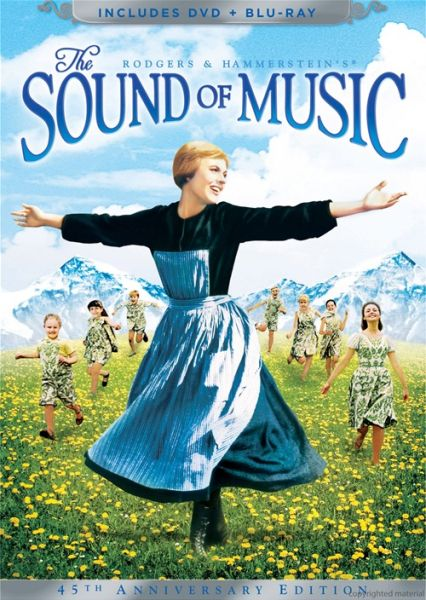 INCLUDES DVD + BLU-RAY
The
RODGERS & HAMMERSTEIN'S®
SOUND OF MUSIC
45TH ANNIVERSARY EDITION
Copyrighted material